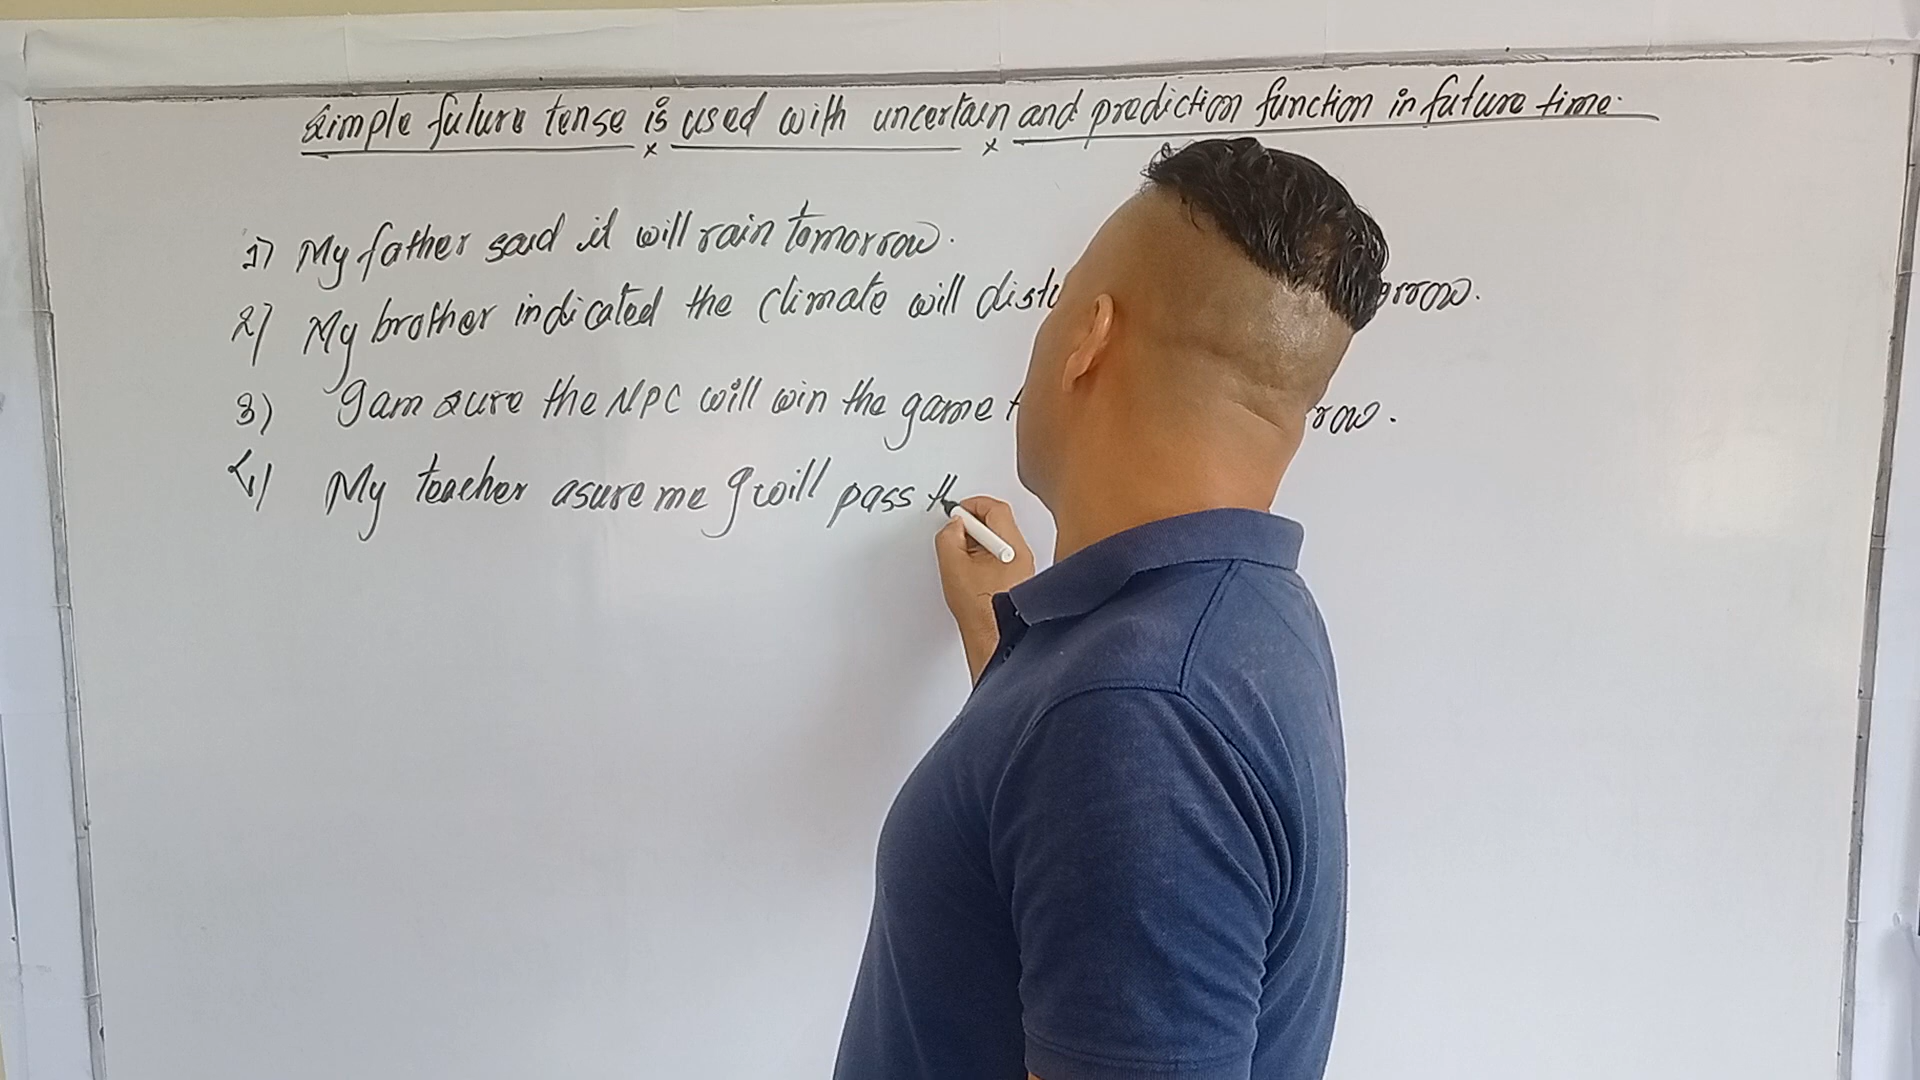 Simple future tense is used with uncertain and prediction function in future time.
1) My father said it will rain tomorrow.
2) My brother indicated the climate will
3) I am sure the NPC will win the game
4) My teacher asure me I will pass